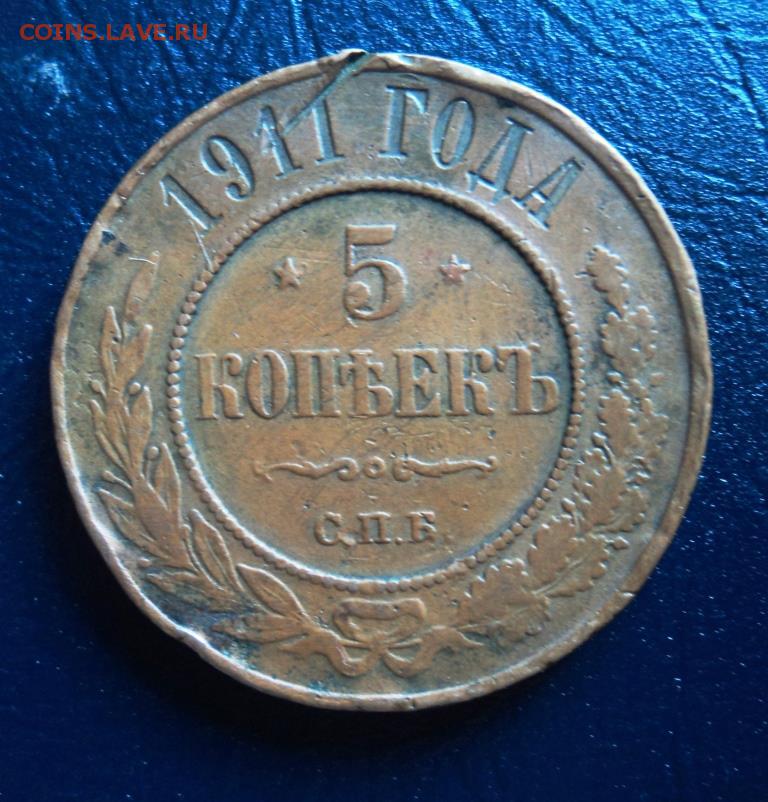 COINS.LAVE.RU
1911 ГОДА
5
КОПѢЕКЪ
С.П.Б.